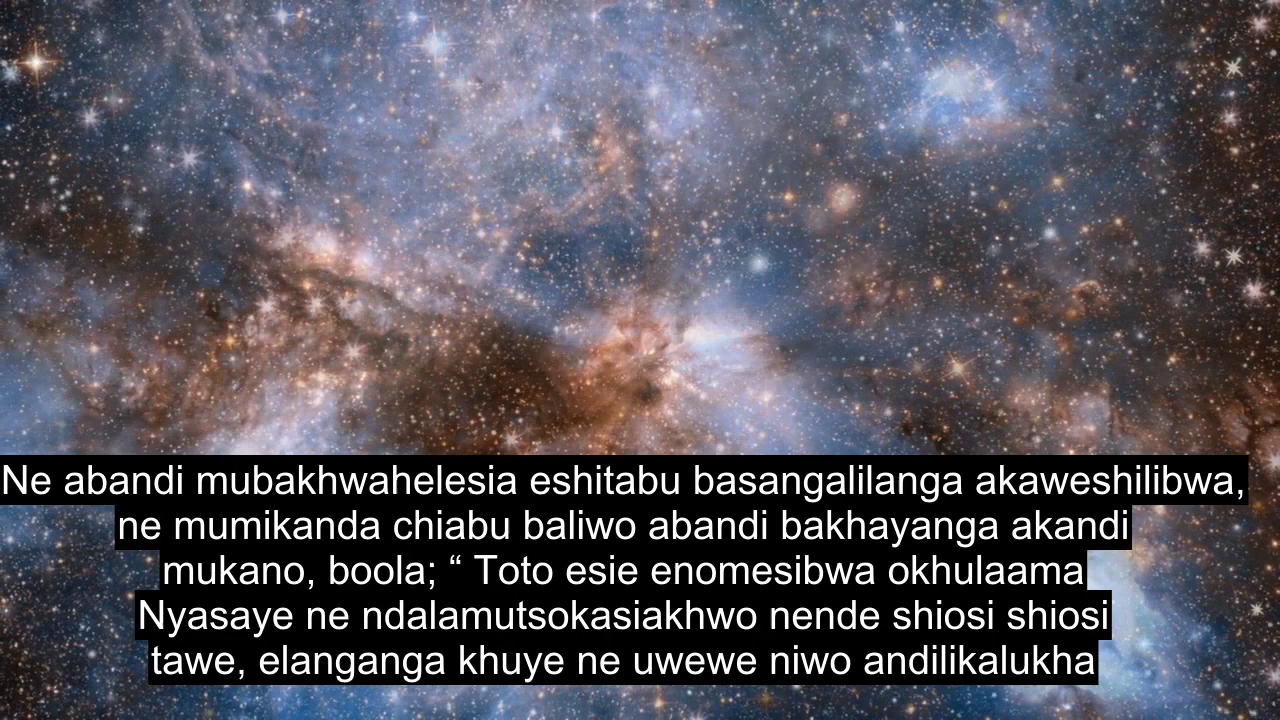 Ne abandi mubakhwahelesia eshitabu basangalilanga akaweshilibwa,
ne mumikanda chiabu baliwo abandi bakhayanga akandi
mukano, boola; “ Toto esie enomesibwa okhulaama
Nyasaye ne ndalamutsokasiakhwo nende shiosi shiosi
tawe, elanganga khuye ne uwewe niwo andilikalukha